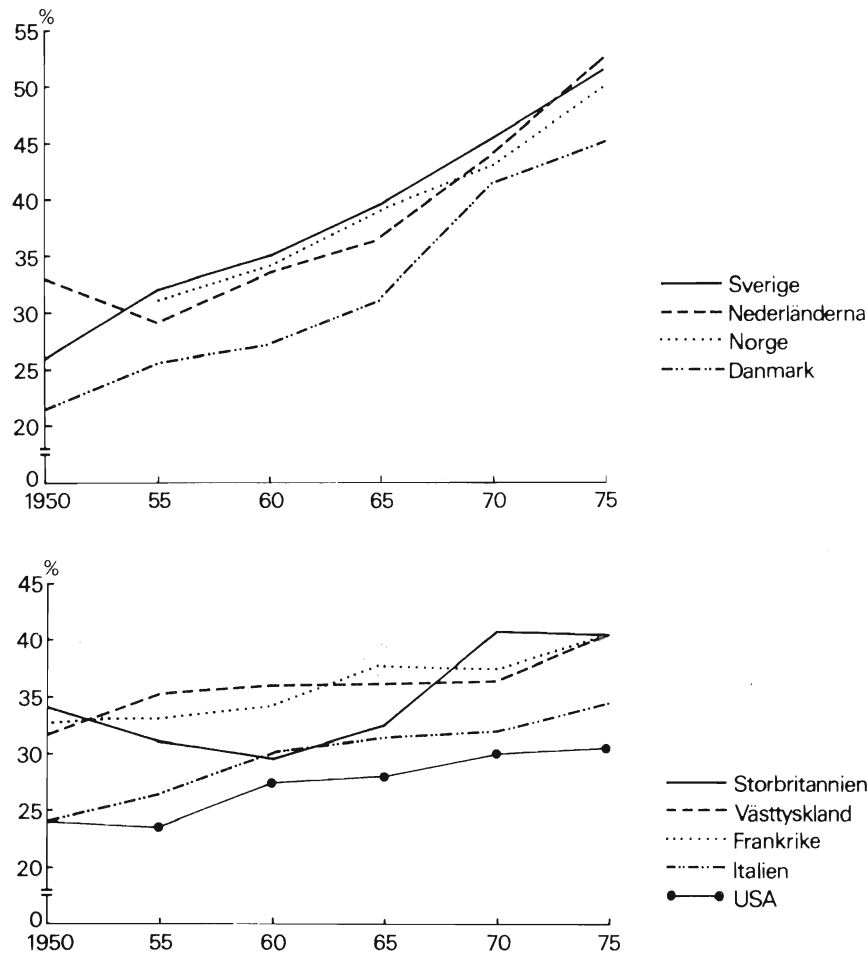 %
55
50
45
40
35
30
25
20
0
1950 55 60 65 70 75
Sverige
Nederländerna
Norge
Danmark
%
45
40
35
30
25
20
0
1950 55 60 65 70 75
Storbritannien
Västtyskland
Frankrike
Italien
USA